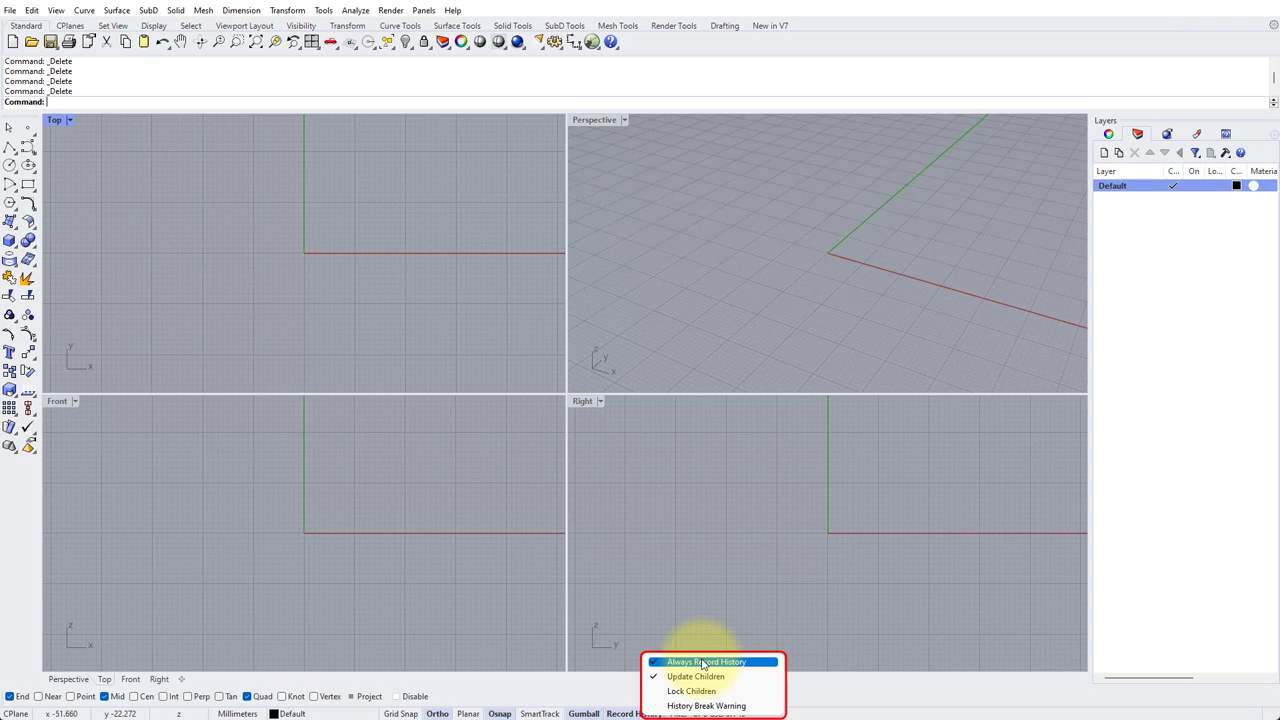 File Edit View Curve Surface SubD Solid Mesh Dimension Transform Tools Analyze Render Panels Help
Standard CPlanes Set View Display Select Viewport Layout Visibility Transform Curve Tools Surface Tools Solid Tools SubD Tools Mesh Tools Render Tools Drafting New in V7
Command: _Delete
Command: _Delete
Command: _Delete
Command: _Delete
Command:
Top
Perspective
Layers
Layer C... On Lo... C... Materia
Default
y
x
z
y
x
Front
Right
z
x
z
y
Always Record History
Update Children
Lock Children
History Break Warning
Perspective Top Front Right
End Near Point Mid Cen Int Perp Tan Quad Knot Vertex Project Disable
CPlane x -51.660 y -22.272 z Millimeters Default Grid Snap Ortho Planar Osnap SmartTrack Gumball Record